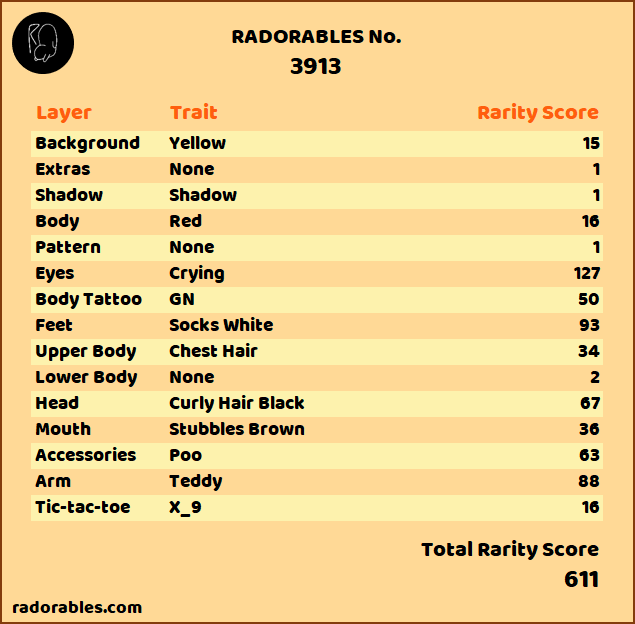 RADORABLES No.
3913
Layer Trait Rarity Score
Background Yellow 15
Extras None 1
Shadow Shadow 1
Body Red 16
Pattern None 1
Eyes Crying 127
Body Tattoo GN 50
Feet Socks White 93
Upper Body Chest Hair 34
Lower Body None 2
Head Curly Hair Black 67
Mouth Stubbles Brown 36
Accessories Poo 63
Arm Teddy 88
Tic-tac-toe X_9 16
Total Rarity Score
611
radorables.com